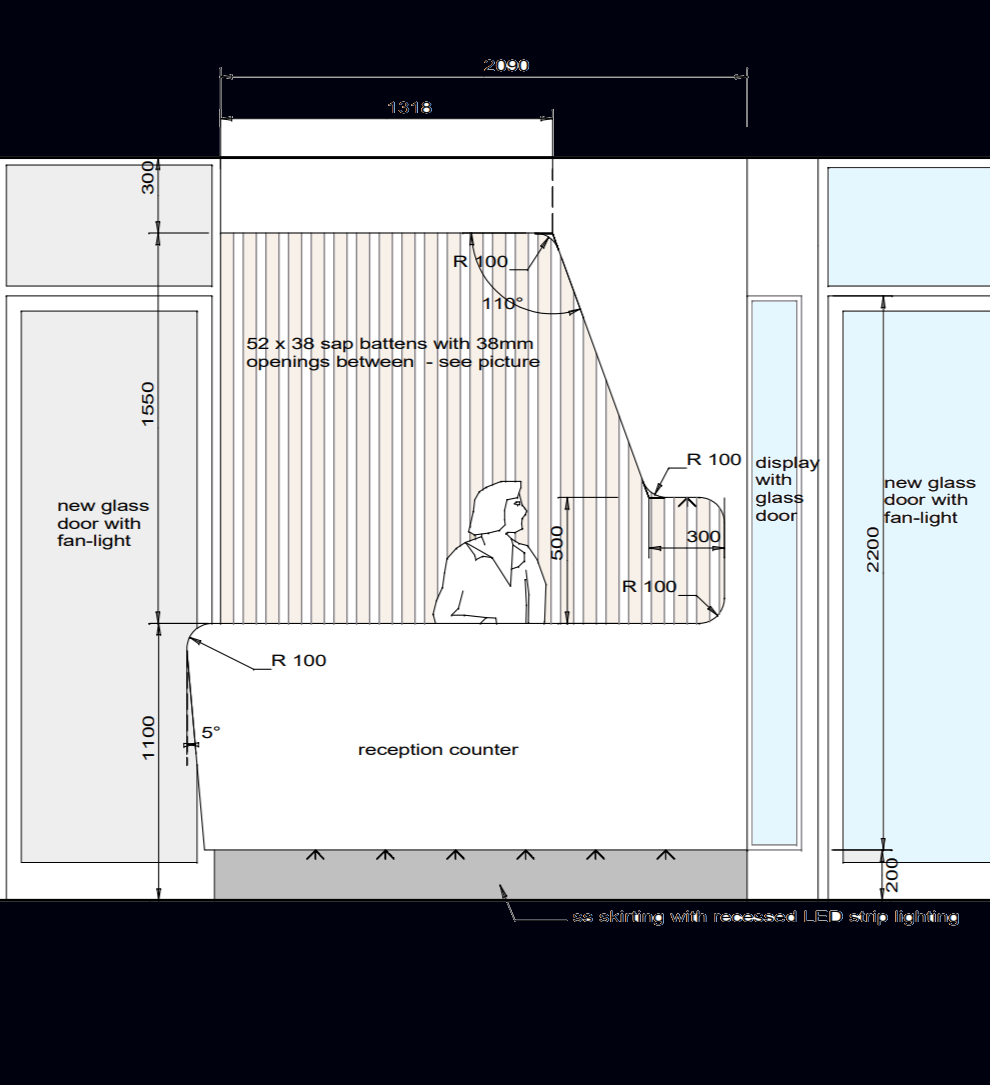 2090
1318
300
R 100
110°
52 x 38 sap battens with 38mm
openings between - see picture
1550
R 100
display
with
glass
door
new glass
door with
fan-light
new glass
door with
fan-light
500
300
2200
R 100
R 100
1100
5°
reception counter
200
ss skirting with recessed LED strip lighting